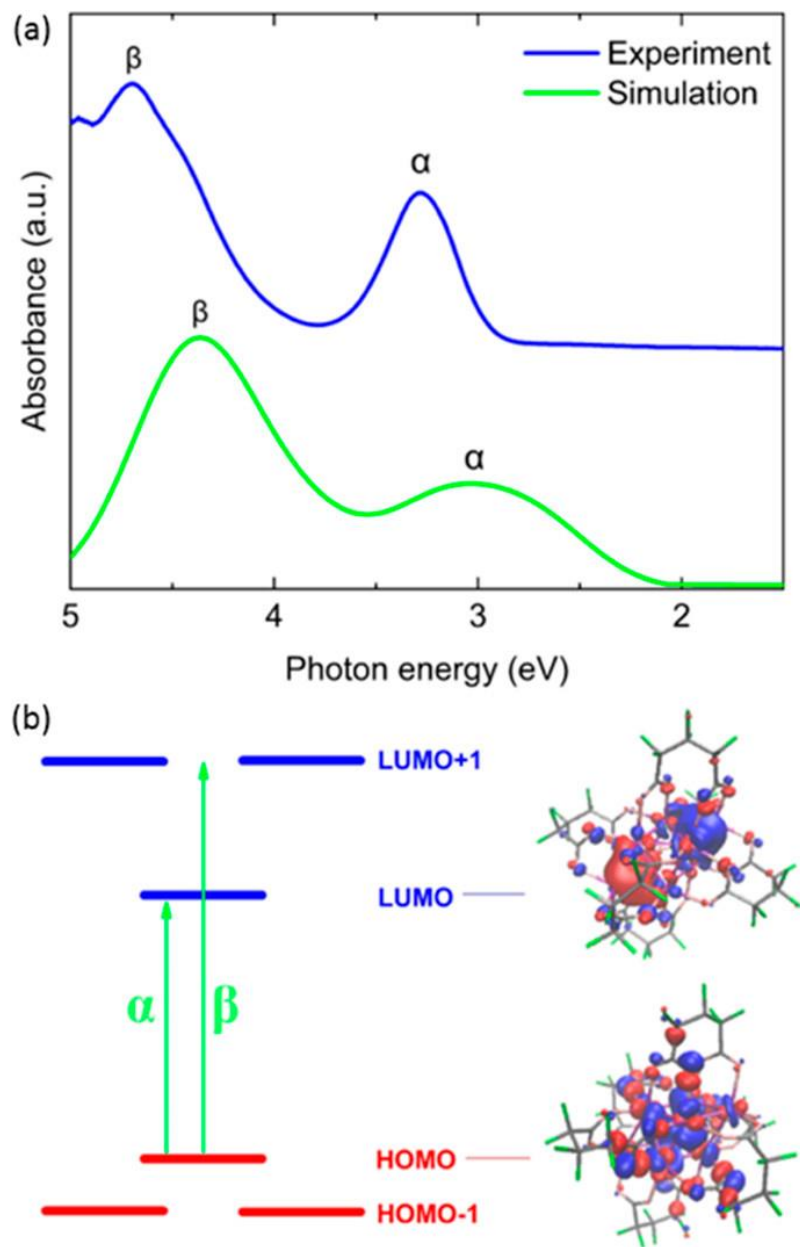 (a)
β
Experiment
Simulation
α
β
α
Absorbance (a.u.)
5 4 3 2
Photon energy (eV)
(b)
LUMO+1
LUMO
α β
HOMO
HOMO-1